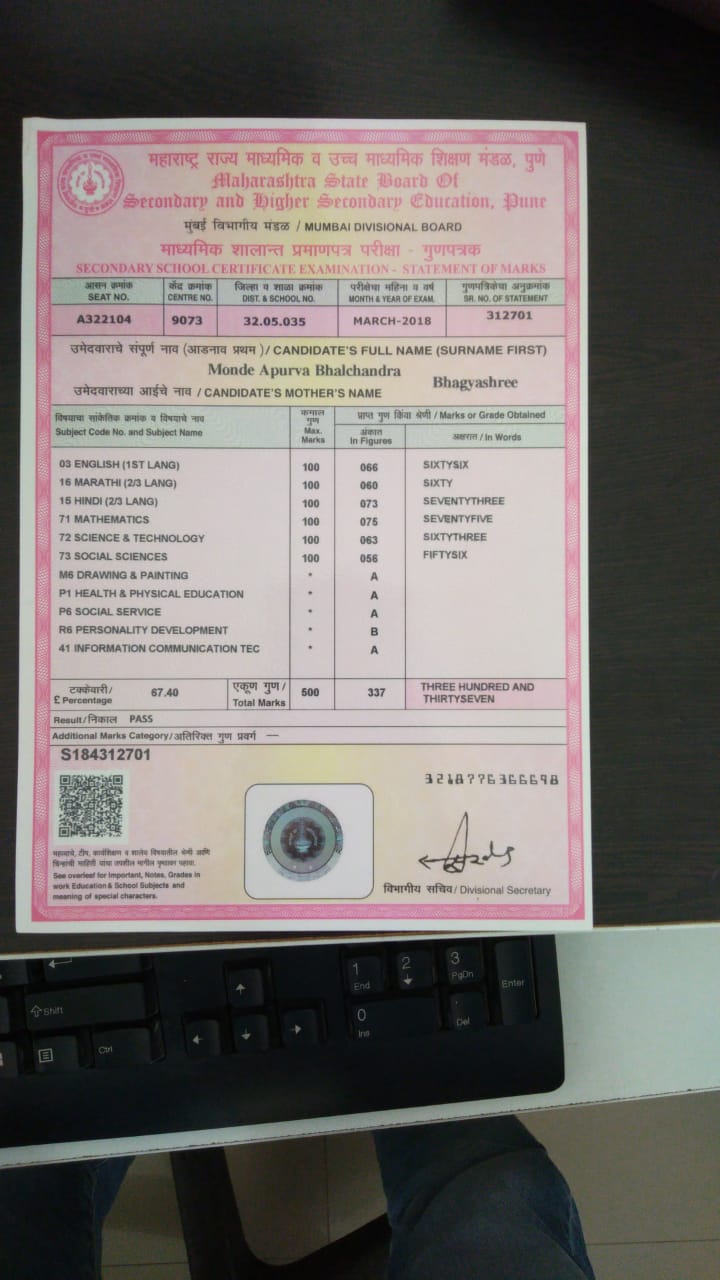 महाराष्ट्र राज्य माध्यमिक व उच्च माध्यमिक शिक्षण मंडळ, पुणे
Maharashtra State Board Of
Secondary and Higher Secondary Education, Pune
मुंबई विभागीय मंडळ / MUMBAI DIVISIONAL BOARD
माध्यमिक शालान्त प्रमाणपत्र परीक्षा - गुणपत्रक
SECONDARY SCHOOL CERTIFICATE EXAMINATION - STATEMENT OF MARKS
आसन क्रमांक केंद्र क्रमांक जिल्हा व शाळा क्रमांक परीक्षेचा महिना व वर्ष गुणपत्रिकेचा अनुक्रमांक
SEAT NO. CENTRE NO. DIST. & SCHOOL NO. MONTH & YEAR OF EXAM. SR. NO. OF STATEMENT
A322104 9073 32.05.035 MARCH-2018 312701
उमेदवाराचे संपूर्ण नाव (आडनाव प्रथम) / CANDIDATE'S FULL NAME (SURNAME FIRST)
Monde Apurva Bhalchandra
उमेदवाराच्या आईचे नाव / CANDIDATE'S MOTHER'S NAME Bhagyashree
विषयाचा सांकेतिक क्रमांक व विषयाचे नाव कमाल गुण प्राप्त गुण किंवा श्रेणी / Marks or Grade Obtained
Subject Code No. and Subject Name Max. Marks अंकात In Figures अक्षरात / In Words
03 ENGLISH (1ST LANG) 100 066 SIXTYSIX
16 MARATHI (2/3 LANG) 100 060 SIXTY
15 HINDI (2/3 LANG) 100 073 SEVENTYTHREE
71 MATHEMATICS 100 075 SEVENTYFIVE
72 SCIENCE & TECHNOLOGY 100 063 SIXTYTHREE
73 SOCIAL SCIENCES 100 056 FIFTYSIX
M6 DRAWING & PAINTING * A
P1 HEALTH & PHYSICAL EDUCATION * A
P6 SOCIAL SERVICE * A
R6 PERSONALITY DEVELOPMENT * B
41 INFORMATION COMMUNICATION TEC * A
टक्केवारी / £ Percentage 67.40 एकूण गुण / Total Marks 500 337 THREE HUNDRED AND
THIRTYSEVEN
Result/निकाल PASS
Additional Marks Category/अतिरिक्त गुण प्रवर्ग —
S184312701
3218776366698
महत्वाचे, टीप, कार्यशिक्षण व शालेय विषयातील श्रेणी आणि
चिन्हांची माहिती यांचा तपशील मागील पृष्ठावर पहावा.
See overleaf for Important, Notes, Grades in
work Education & School Subjects and
meaning of special characters.
विभागीय सचिव / Divisional Secretary
1 End 2 3 PgDn Enter
Shift
0 Ins . Del
Ctrl